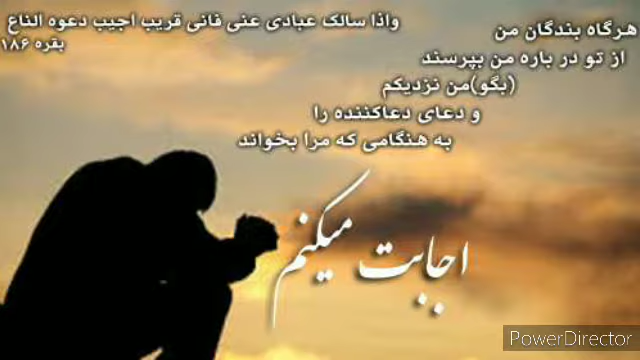 واذا سالک عبادی عنی فانی قریب اجیب دعوه الناع
بقره ۱۸۶
هرگاه بندگان من
از تو در باره من بپرسند
(بگو)من نزدیکم
و دعای دعاکننده را
به هنگامی که مرا بخواند
اجابت میکنم
PowerDirector